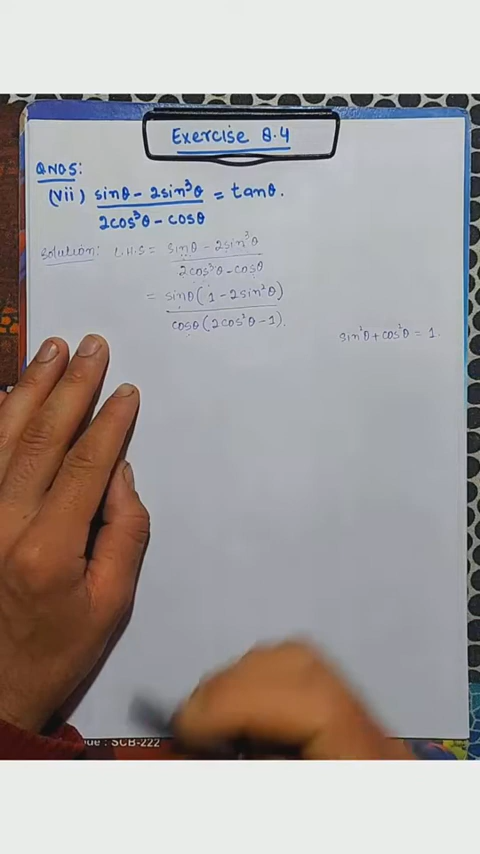 Exercise 8.4
QNO5:
(vii) sinθ - 2sin³θ / 2cos³θ - cosθ = tanθ.
Solution: L.H.S = sinθ - 2sin³θ / 2cos³θ - cosθ
= sinθ(1 - 2sin²θ) / cosθ(2cos²θ - 1).
sin²θ + cos²θ = 1.
: SCB-222